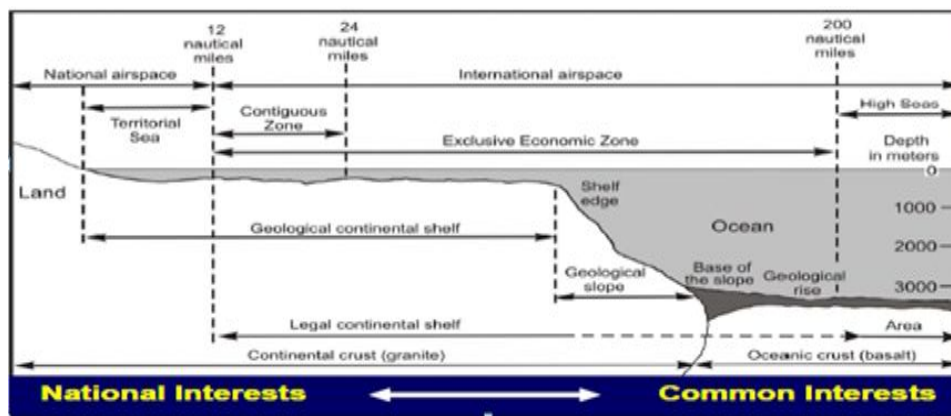 12
nautical
miles
24
nautical
miles
200
nautical
miles
National airspace
International airspace
Territorial
Sea
Contiguous
Zone
High Seas
Exclusive Economic Zone
Depth
in meters
0
Land
Shelf
edge
1000
Geological continental shelf
Ocean
2000
Geological
slope
Base of
the slope
Geological
rise
3000
Legal continental shelf
Area
Continental crust (granite)
Oceanic crust (basalt)
National Interests
Common Interests